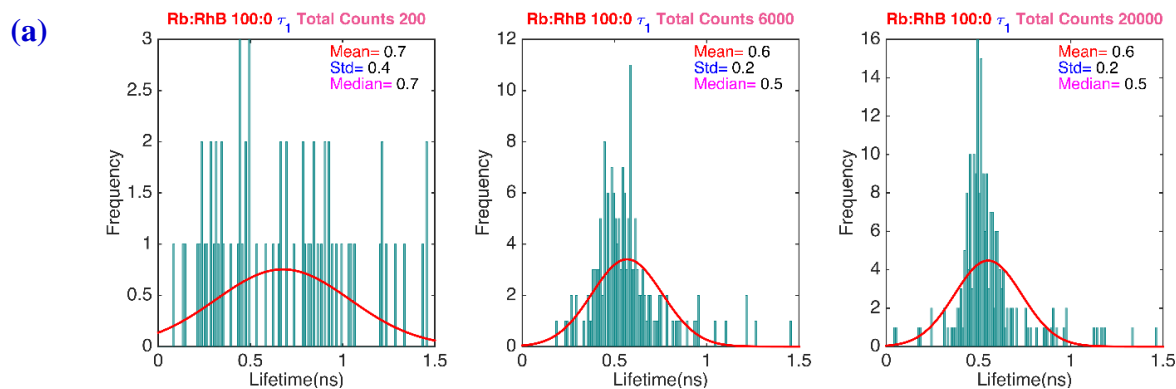 (a)
Rb:RhB 100:0 τ1 Total Counts 200
3
2.5
2
1.5
1
0.5
0
Frequency
Mean= 0.7
Std= 0.4
Median= 0.7
0 0.5 1 1.5
Lifetime(ns)
Rb:RhB 100:0 τ1 Total Counts 6000
12
10
8
6
4
2
0
Frequency
Mean= 0.6
Std= 0.2
Median= 0.5
0 0.5 1 1.5
Lifetime(ns)
Rb:RhB 100:0 τ1 Total Counts 20000
16
14
12
10
8
6
4
2
0
Frequency
Mean= 0.6
Std= 0.2
Median= 0.5
0 0.5 1 1.5
Lifetime(ns)